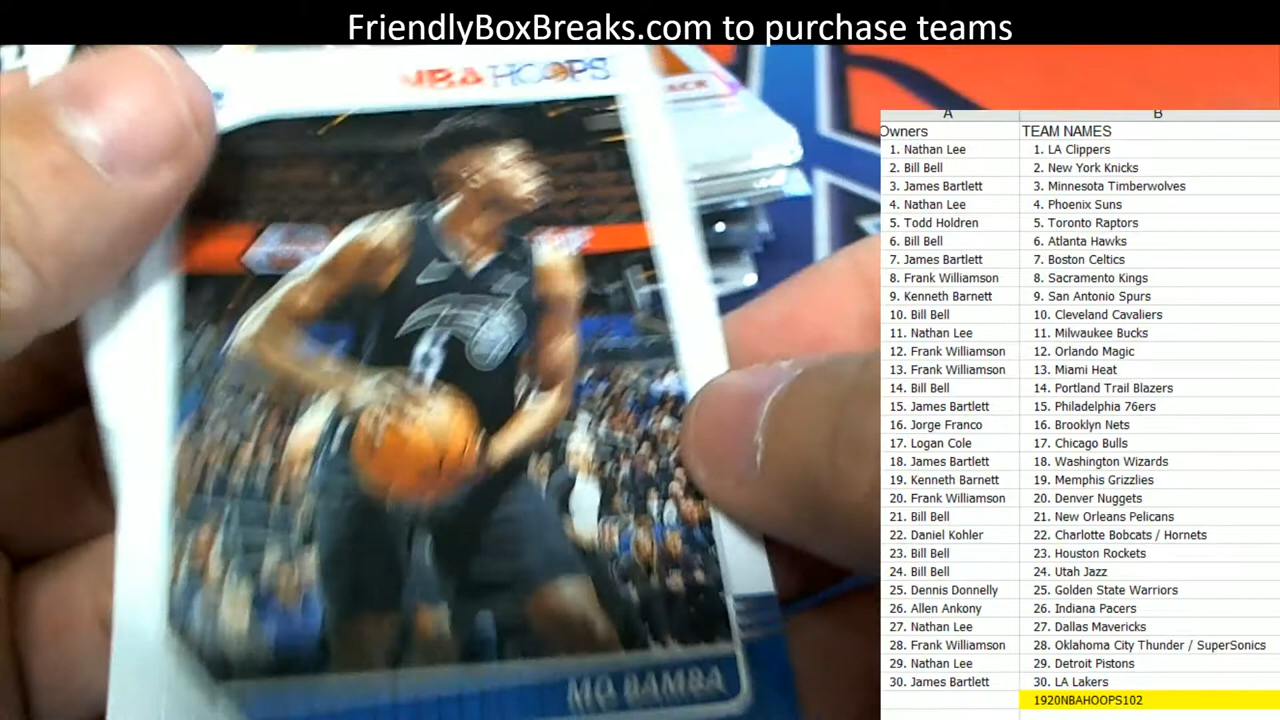 FriendlyBoxBreaks.com to purchase teams
NBA HOOPS
MO BAMBA
A B
Owners TEAM NAMES
1. Nathan Lee 1. LA Clippers
2. Bill Bell 2. New York Knicks
3. James Bartlett 3. Minnesota Timberwolves
4. Nathan Lee 4. Phoenix Suns
5. Todd Holdren 5. Toronto Raptors
6. Bill Bell 6. Atlanta Hawks
7. James Bartlett 7. Boston Celtics
8. Frank Williamson 8. Sacramento Kings
9. Kenneth Barnett 9. San Antonio Spurs
10. Bill Bell 10. Cleveland Cavaliers
11. Nathan Lee 11. Milwaukee Bucks
12. Frank Williamson 12. Orlando Magic
13. Frank Williamson 13. Miami Heat
14. Bill Bell 14. Portland Trail Blazers
15. James Bartlett 15. Philadelphia 76ers
16. Jorge Franco 16. Brooklyn Nets
17. Logan Cole 17. Chicago Bulls
18. James Bartlett 18. Washington Wizards
19. Kenneth Barnett 19. Memphis Grizzlies
20. Frank Williamson 20. Denver Nuggets
21. Bill Bell 21. New Orleans Pelicans
22. Daniel Kohler 22. Charlotte Bobcats / Hornets
23. Bill Bell 23. Houston Rockets
24. Bill Bell 24. Utah Jazz
25. Dennis Donnelly 25. Golden State Warriors
26. Allen Ankony 26. Indiana Pacers
27. Nathan Lee 27. Dallas Mavericks
28. Frank Williamson 28. Oklahoma City Thunder / SuperSonics
29. Nathan Lee 29. Detroit Pistons
30. James Bartlett 30. LA Lakers
1920NBAHOOPS102